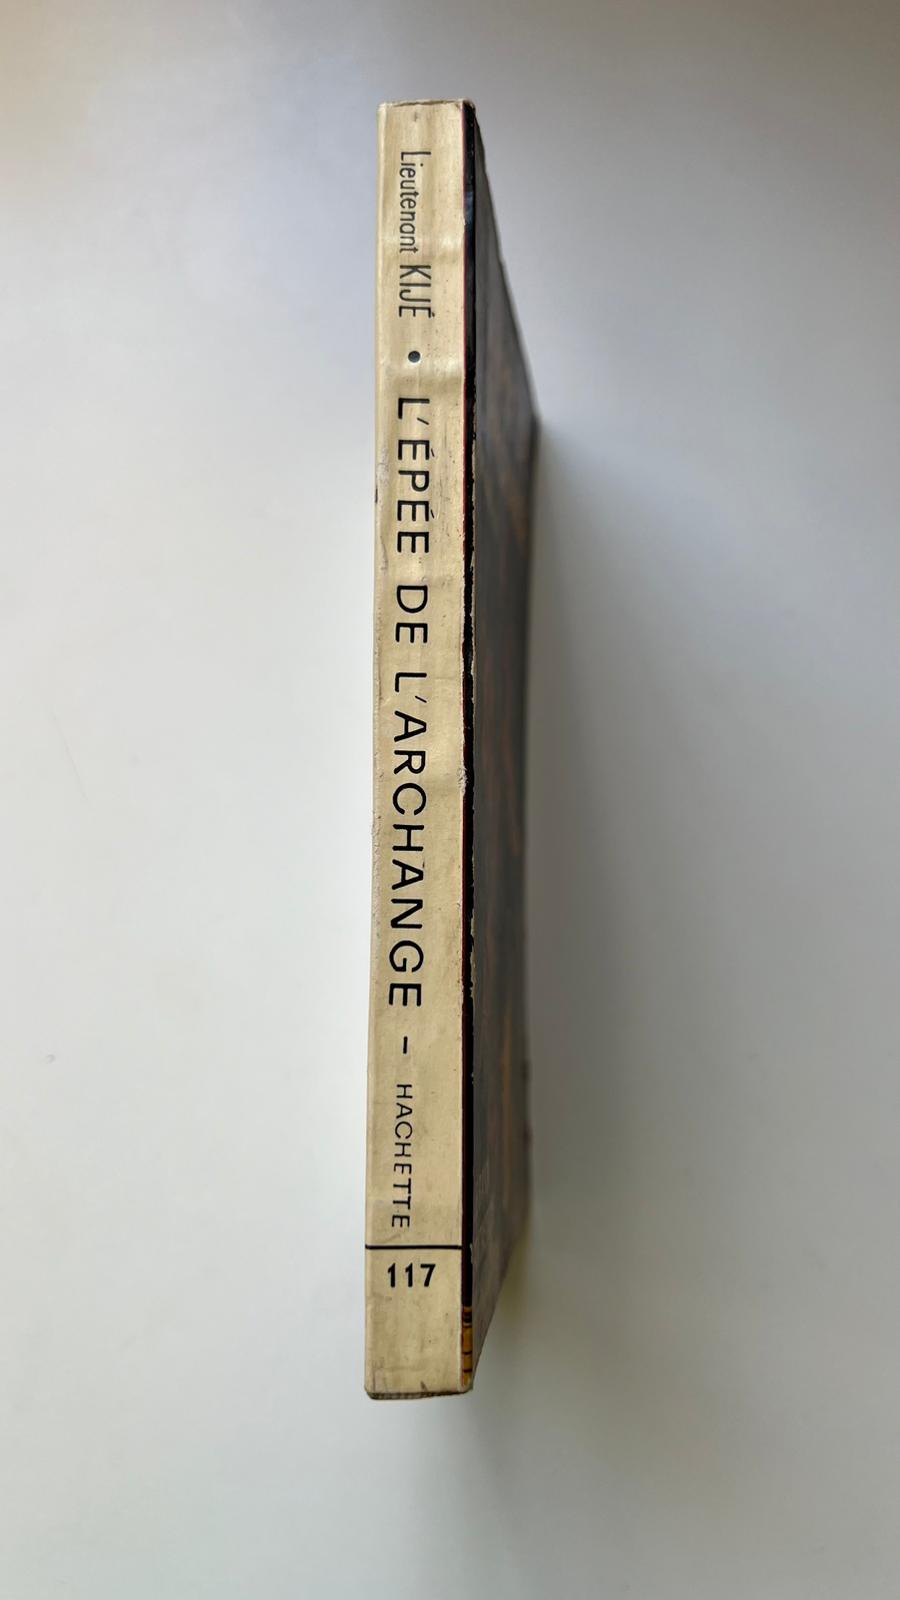 Lieutenant KIJÉ • L'ÉPÉE DE L'ARCHANGE - HACHETTE
117